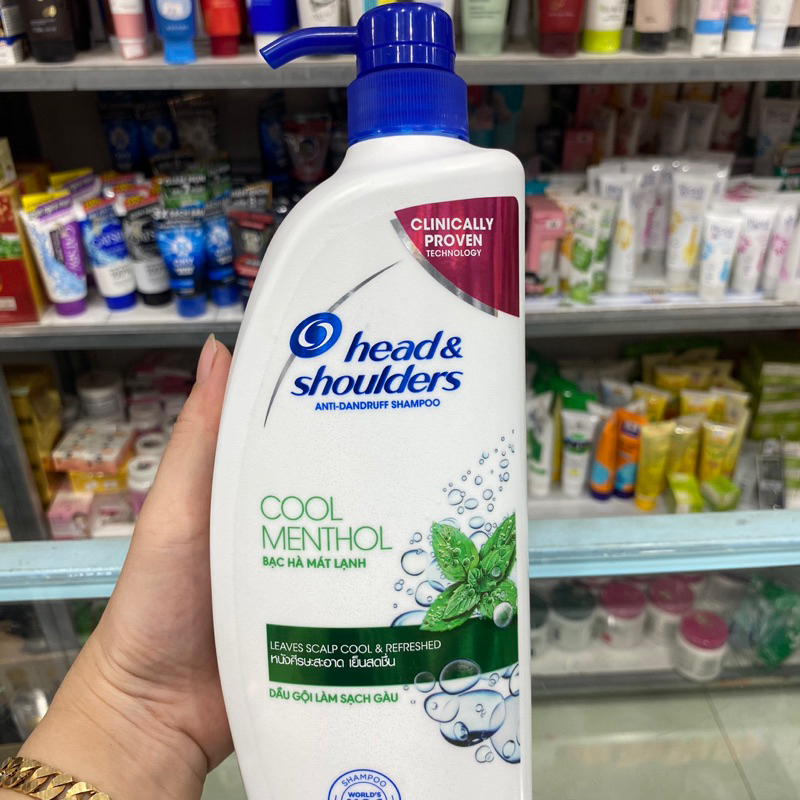 CLINICALLY
PROVEN
TECHNOLOGY
head &
shoulders
ANTI-DANDRUFF SHAMPOO
COOL
MENTHOL
BẠC HÀ MÁT LẠNH
LEAVES SCALP COOL & REFRESHED
หนังศีรษะสะอาด เย็นสดชื่น
DẦU GỘI LÀM SẠCH GÀU
SHAMPOO
WORLD'S